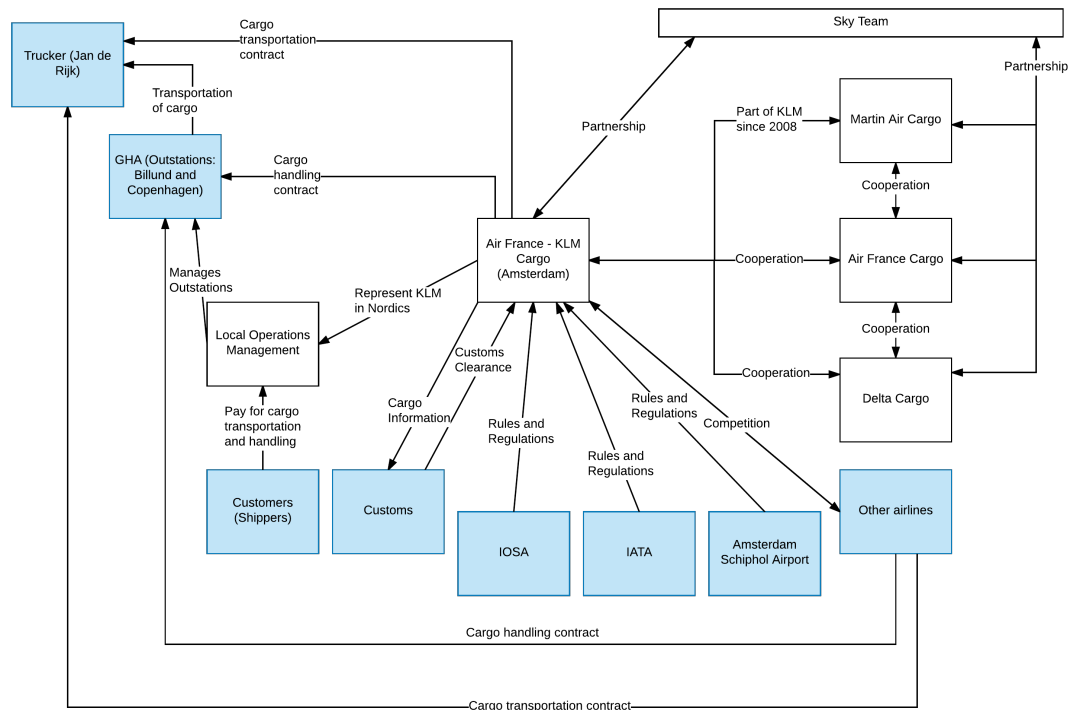 Sky Team
Cargo
transportation
contract
Trucker (Jan de
Rijk)
Partnership
Transportation
of cargo
Part of KLM
since 2008
Martin Air Cargo
Partnership
GHA (Outstations:
Billund and
Copenhagen)
Cargo
handling
contract
Cooperation
Air France - KLM
Cargo
(Amsterdam)
Cooperation
Air France Cargo
Manages
Outstations
Represent KLM
in Nordics
Cooperation
Local Operations
Management
Customs
Clearance
Cooperation
Delta Cargo
Pay for cargo
transportation
and handling
Cargo
Information
Rules and
Regulations
Rules and
Regulations
Rules and
Regulations
Competition
Customers
(Shippers)
Customs
IOSA
IATA
Amsterdam
Schiphol Airport
Other airlines
Cargo handling contract
Cargo transportation contract